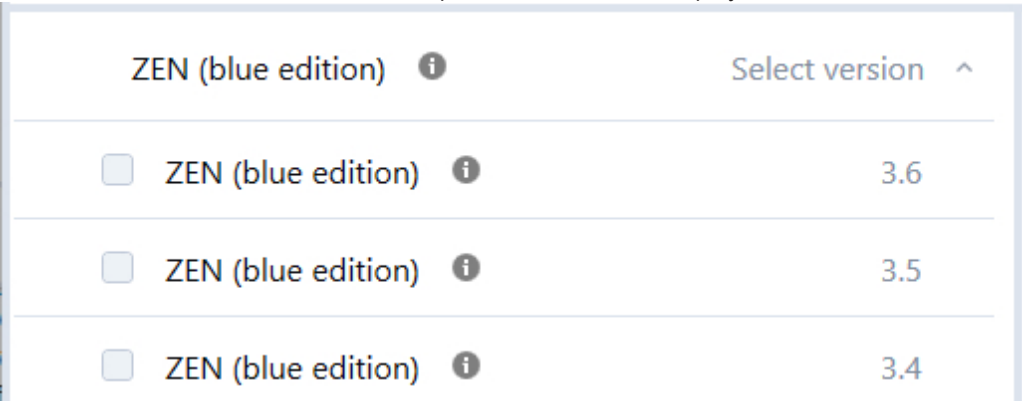 ZEN (blue edition) Select version
ZEN (blue edition) 3.6
ZEN (blue edition) 3.5
ZEN (blue edition) 3.4